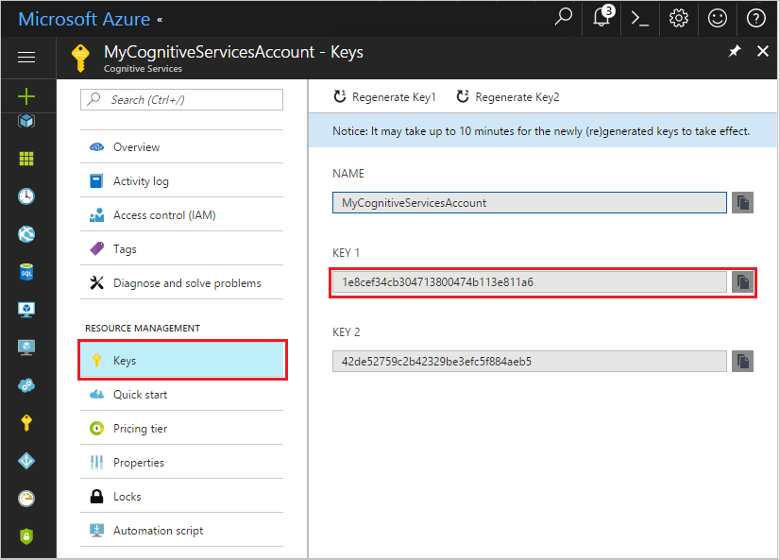 Microsoft Azure «
3
MyCognitiveServicesAccount - Keys
Cognitive Services
Search (Ctrl+/)
Overview
Activity log
Access control (IAM)
Tags
Diagnose and solve problems
RESOURCE MANAGEMENT
Keys
Quick start
Pricing tier
Properties
Locks
Automation script
SQL
1 Regenerate Key1
2 Regenerate Key2
Notice: It may take up to 10 minutes for the newly (re)generated keys to take effect.
NAME
MyCognitiveServicesAccount
KEY 1
1e8cef34cb304713800474b113e811a6
KEY 2
42de52759c2b42329be3efc5f884aeb5